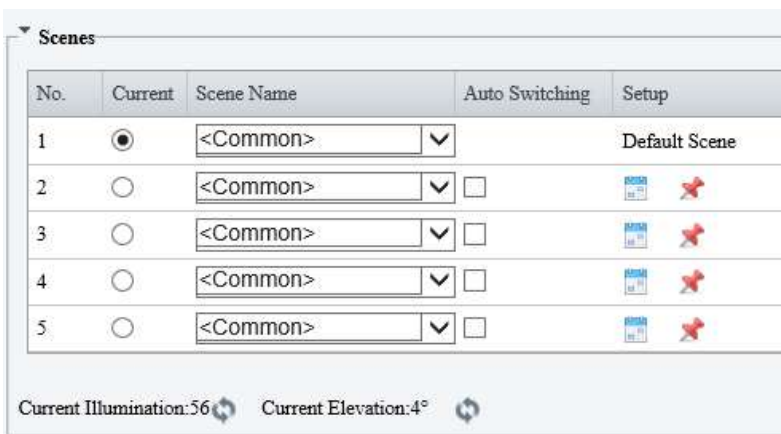 Scenes
No. Current Scene Name Auto Switching Setup
1 <Common> Default Scene
2 <Common>
3 <Common>
4 <Common>
5 <Common>
Current Illumination:56 Current Elevation:4°